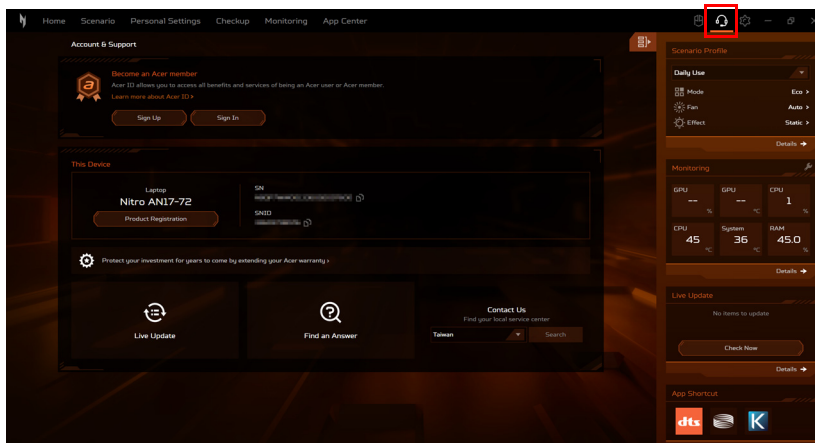 Home Scenario Personal Settings Checkup Monitoring App Center
Account & Support
Become an Acer member
Acer ID allows you to access all benefits and services of being an Acer user or Acer member.
Learn more about Acer ID >
Sign Up Sign In
This Device
Laptop
Nitro AN17-72
Product Registration
SN
SNID
Protect your investment for years to come by extending your Acer warranty >
Live Update
Find an Answer
Contact Us
Find your local service center
Taiwan Search
Scenario Profile
Daily Use
Mode Eco >
Fan Auto >
Effect Static >
Details →
Monitoring
GPU GPU CPU
-- -- 1
% °C %
CPU System RAM
45 36 45.0
°C °C %
Details →
Live Update
No items to update
Check Now
Details →
App Shortcut
dts K